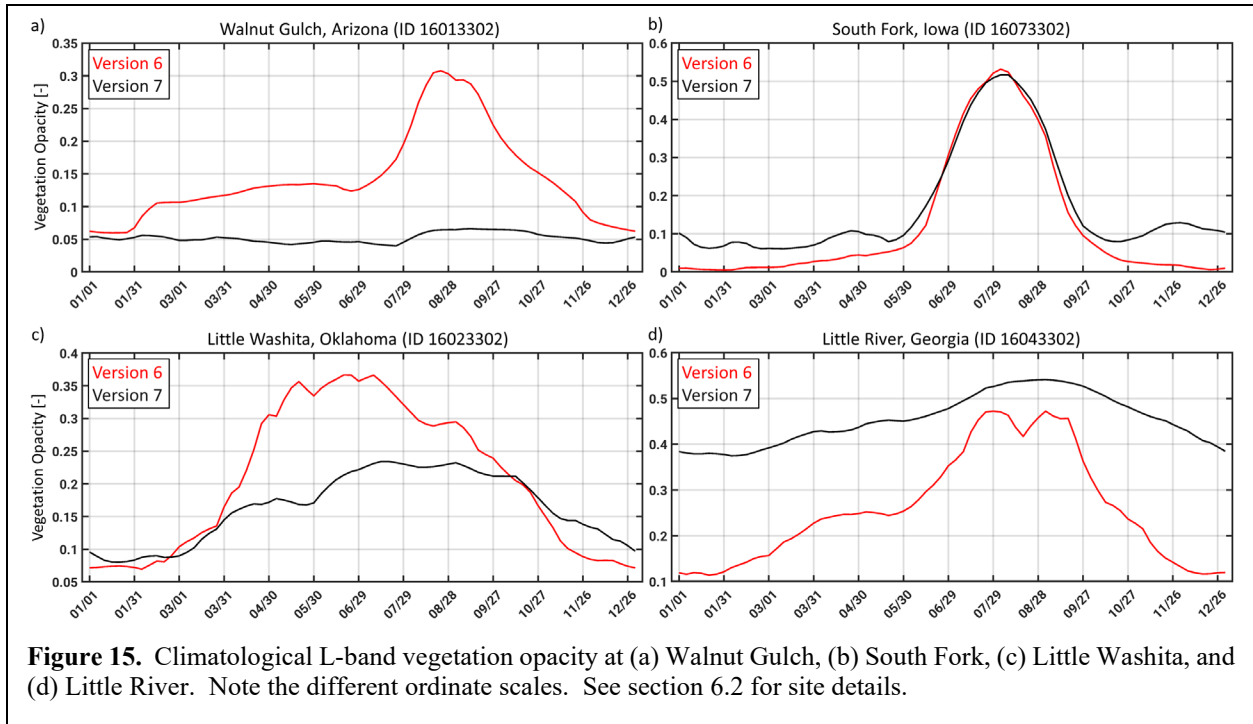 a)
Walnut Gulch, Arizona (ID 16013302)
Version 6
Version 7
Vegetation Opacity [-]
0.35
0.3
0.25
0.2
0.15
0.1
0.05
0
01/01 01/31 03/01 03/31 04/30 05/30 06/29 07/29 08/28 09/27 10/27 11/26 12/26
b)
South Fork, Iowa (ID 16073302)
Version 6
Version 7
0.6
0.5
0.4
0.3
0.2
0.1
0
01/01 01/31 03/01 03/31 04/30 05/30 06/29 07/29 08/28 09/27 10/27 11/26 12/26
c)
Little Washita, Oklahoma (ID 16023302)
Version 6
Version 7
Vegetation Opacity [-]
0.4
0.35
0.3
0.25
0.2
0.15
0.1
0.05
01/01 01/31 03/01 03/31 04/30 05/30 06/29 07/29 08/28 09/27 10/27 11/26 12/26
d)
Little River, Georgia (ID 16043302)
Version 6
Version 7
0.6
0.5
0.4
0.3
0.2
0.1
01/01 01/31 03/01 03/31 04/30 05/30 06/29 07/29 08/28 09/27 10/27 11/26 12/26
Figure 15. Climatological L-band vegetation opacity at (a) Walnut Gulch, (b) South Fork, (c) Little Washita, and
(d) Little River. Note the different ordinate scales. See section 6.2 for site details.